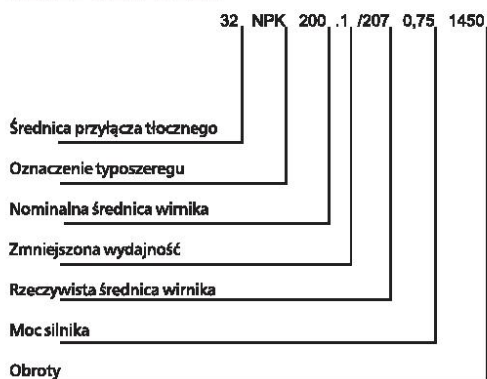 32 NPK 200 .1 /207 0,75 1450
Średnica przyłącza tłocznego
Oznaczenie typoszeregu
Nominalna średnica wirnika
Zmniejszona wydajność
Rzeczywista średnica wirnika
Moc silnika
Obroty